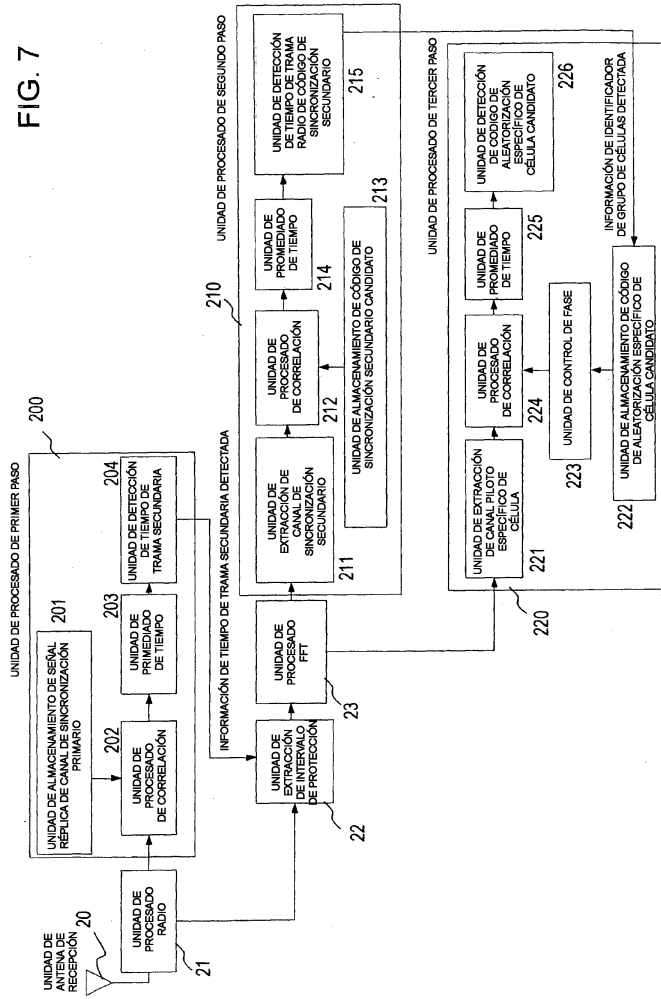 FIG. 7
UNIDAD DE
ANTENA DE
RECEPCIÓN
20
UNIDAD DE
PROCESADO
RADIO
21
UNIDAD DE PROCESADO DE PRIMER PASO
200
UNIDAD DE ALMACENAMIENTO DE SEÑAL
RÉPLICA DE CANAL DE SINCRONIZACIÓN
PRIMARIO
201
UNIDAD DE
PROCESADO
DE CORRELACIÓN
202
UNIDAD DE
PRIMEDIADO
DE TIEMPO
203
UNIDAD DE DETECCIÓN
DE TIEMPO DE
TRAMA SECUNDARIA
204
INFORMACIÓN DE TIEMPO DE TRAMA SECUNDARIA DETECTADA
UNIDAD DE
EXTRACCIÓN
DE INTERVALO
DE PROTECCIÓN
22
UNIDAD DE
PROCESADO
FFT
23
UNIDAD DE PROCESADO DE SEGUNDO PASO
210
UNIDAD DE
EXTRACCIÓN DE
CANAL DE
SINCRONIZACIÓN
SECUNDARIO
211
UNIDAD DE
PROCESADO
DE CORRELACIÓN
212
UNIDAD DE ALMACENAMIENTO DE CÓDIGO DE
SINCRONIZACIÓN SECUNDARIO CANDIDATO
213
UNIDAD DE
PROMEDIADO
DE TIEMPO
214
UNIDAD DE DETECCIÓN
DE TIEMPO DE TRAMA
RADIO DE CÓDIGO DE
SINCRONIZACIÓN
SECUNDARIO
215
UNIDAD DE PROCESADO DE TERCER PASO
220
UNIDAD DE EXTRACCIÓN
DE CANAL PILOTO
ESPECÍFICO DE
CÉLULA
221
UNIDAD DE
PROCESADO
DE CORRELACIÓN
224
UNIDAD DE
PROMEDIADO
DE TIEMPO
225
UNIDAD DE DETECCIÓN
DE CODIGO DE
ALEATORIZACIÓN
ESPECÍFICO DE
CÉLULA CANDIDATO
226
UNIDAD DE CONTROL DE FASE
223
UNIDAD DE ALMACENAMIENTO DE CÓDIGO
DE ALEATORIZACIÓN ESPECÍFICO DE
CÉLULA CANDIDATO
222
INFORMACIÓN DE IDENTIFICADOR
DE GRUPO DE CÉLULAS DETECTADA